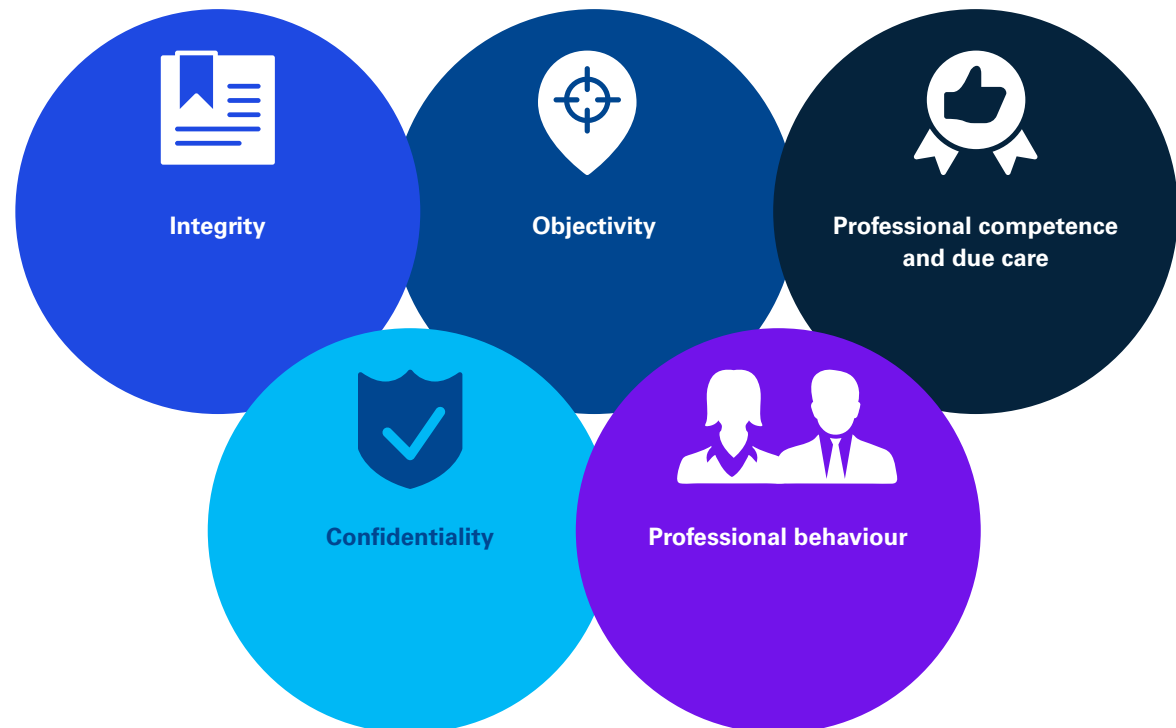 Integrity
Objectivity
Professional competence
and due care
Confidentiality
Professional behaviour